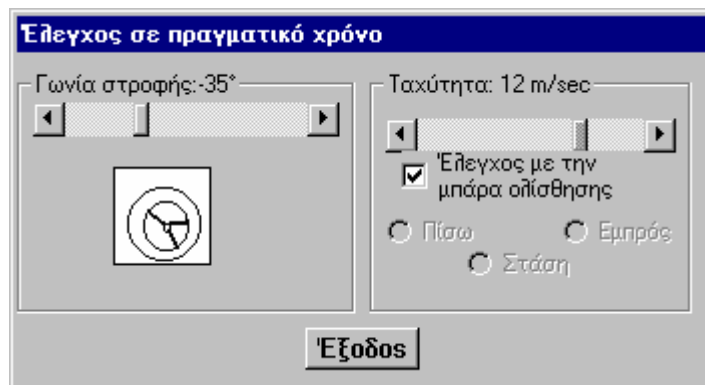 Έλεγχος σε πραγματικό χρόνο
Γωνία στροφής:-35°
Ταχύτητα: 12 m/sec
Έλεγχος με την
μπάρα ολίσθησης
Πίσω
Εμπρός
Στάση
Έξοδος